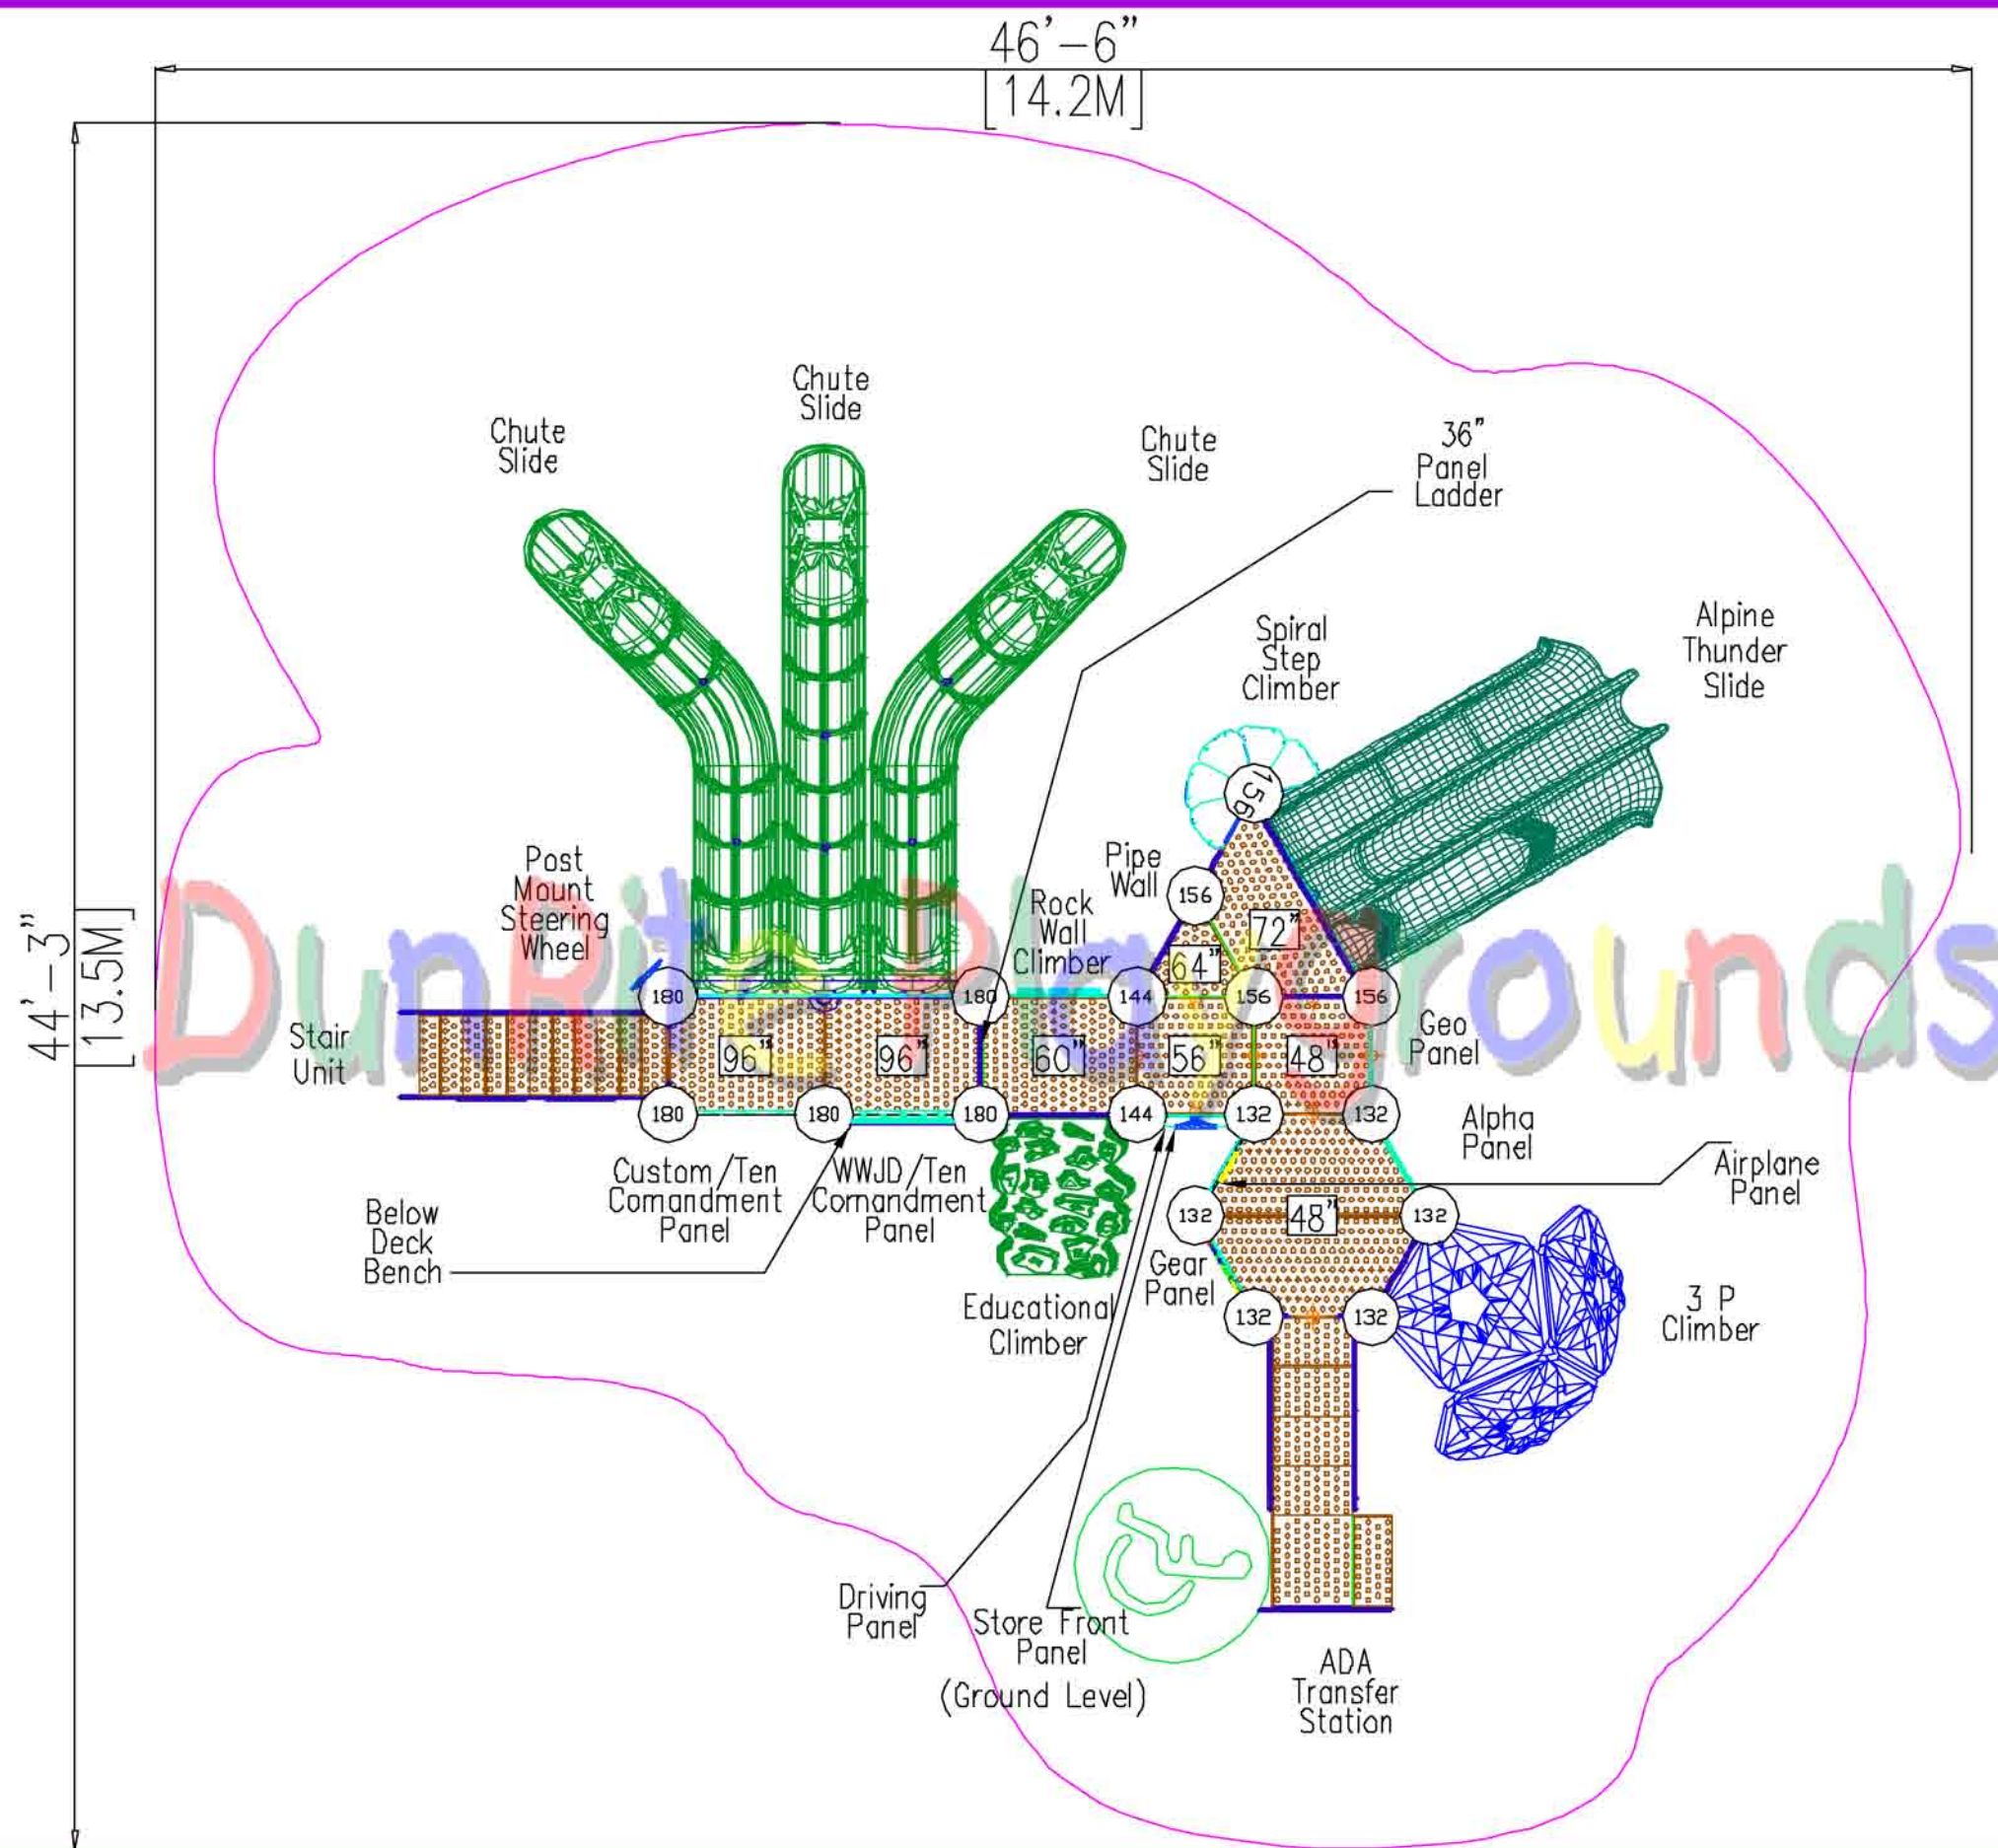 46’-6”
[14.2M]
44’-3”
[13.5M]
Chute
Slide
Chute
Slide
Chute
Slide
36”
Panel
Ladder
Spiral
Step
Climber
Alpine
Thunder
Slide
Post
Mount
Steering
Wheel
Pipe
Wall
Rock
Wall
Climber
156
156
72”
64”
DunRite Playgrounds
180
180
144
156
156
Stair
Unit
96”
96”
60”
56”
48”
Geo
Panel
180
180
180
144
132
132
Alpha
Panel
Airplane
Panel
Custom/Ten
Comandment
Panel
WWJD/Ten
Comandment
Panel
Below
Deck
Bench
132
48”
132
Gear
Panel
132
132
Educational
Climber
3 P
Climber
Driving
Panel
Store Front
Panel
(Ground Level)
ADA
Transfer
Station